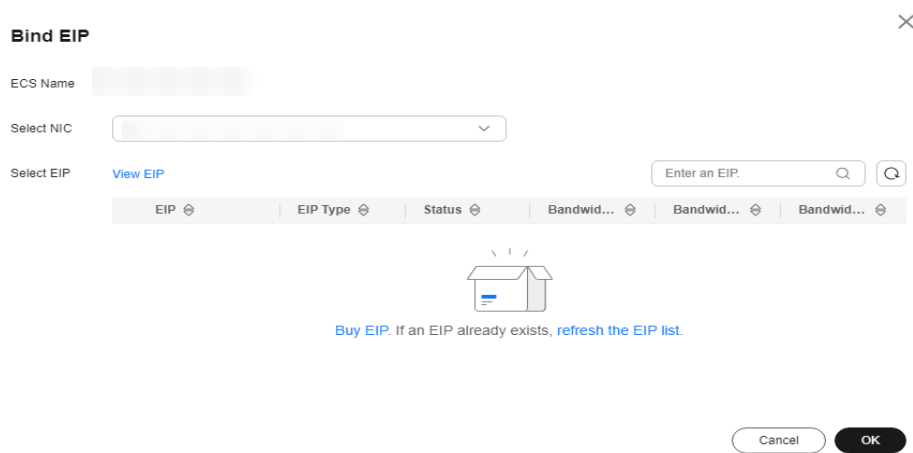 Bind EIP
ECS Name
Select NIC
Select EIP View EIP Enter an EIP.
EIP EIP Type Status Bandwid... Bandwid... Bandwid...
Buy EIP. If an EIP already exists, refresh the EIP list.
Cancel OK